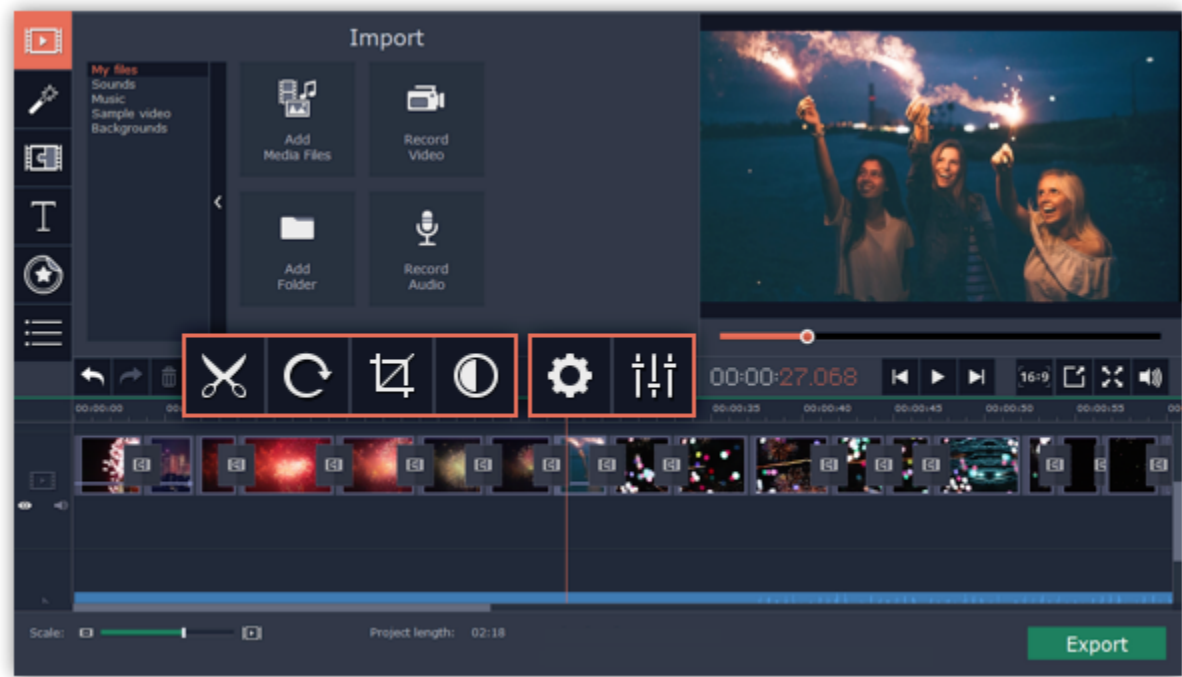 Import
My files
Sounds
Music
Sample video
Backgrounds
Add
Media Files
Record
Video
T
Add
Folder
Record
Audio
00:00:27.068
16:9
00:00:00
00:00:35
00:00:40
00:00:45
00:00:50
00:00:55
Scale:
Project length: 02:18
Export